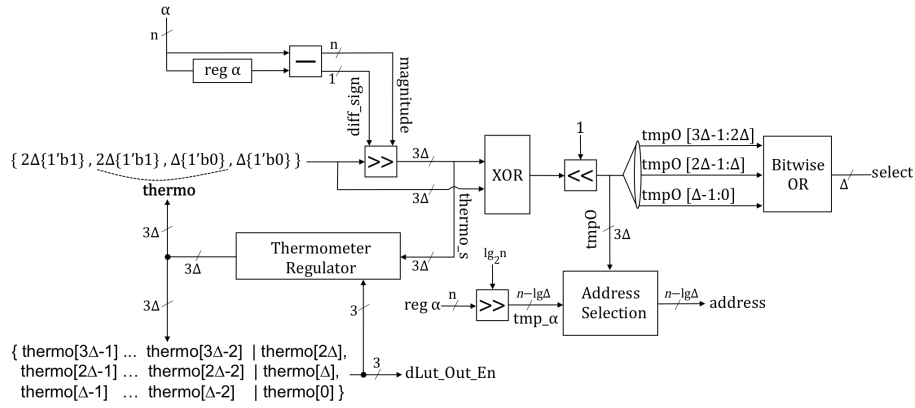 α
n
reg α
—
n
1
diff_sign
magnitude
{ 2Δ{1'b1} , 2Δ{1'b1}, Δ{1'b0} , Δ{1'b0} }
thermo
>>
3Δ
3Δ
XOR
1
<<
tmpO [3Δ-1:2Δ]
tmpO [2Δ-1:Δ]
tmpO [Δ-1:0]
Bitwise
OR
Δ
select
thermo_s
tmpO
3Δ
3Δ
3Δ
Thermometer
Regulator
3Δ
3Δ
3
lg2n
reg α
n
>>
n−lgΔ
tmp_α
Address
Selection
n−lgΔ
address
{ thermo[3Δ-1] ... thermo[3Δ-2] | thermo[2Δ],
thermo[2Δ-1] ... thermo[2Δ-2] | thermo[Δ],
thermo[Δ-1] ... thermo[Δ-2] | thermo[0] }
3
dLut_Out_En